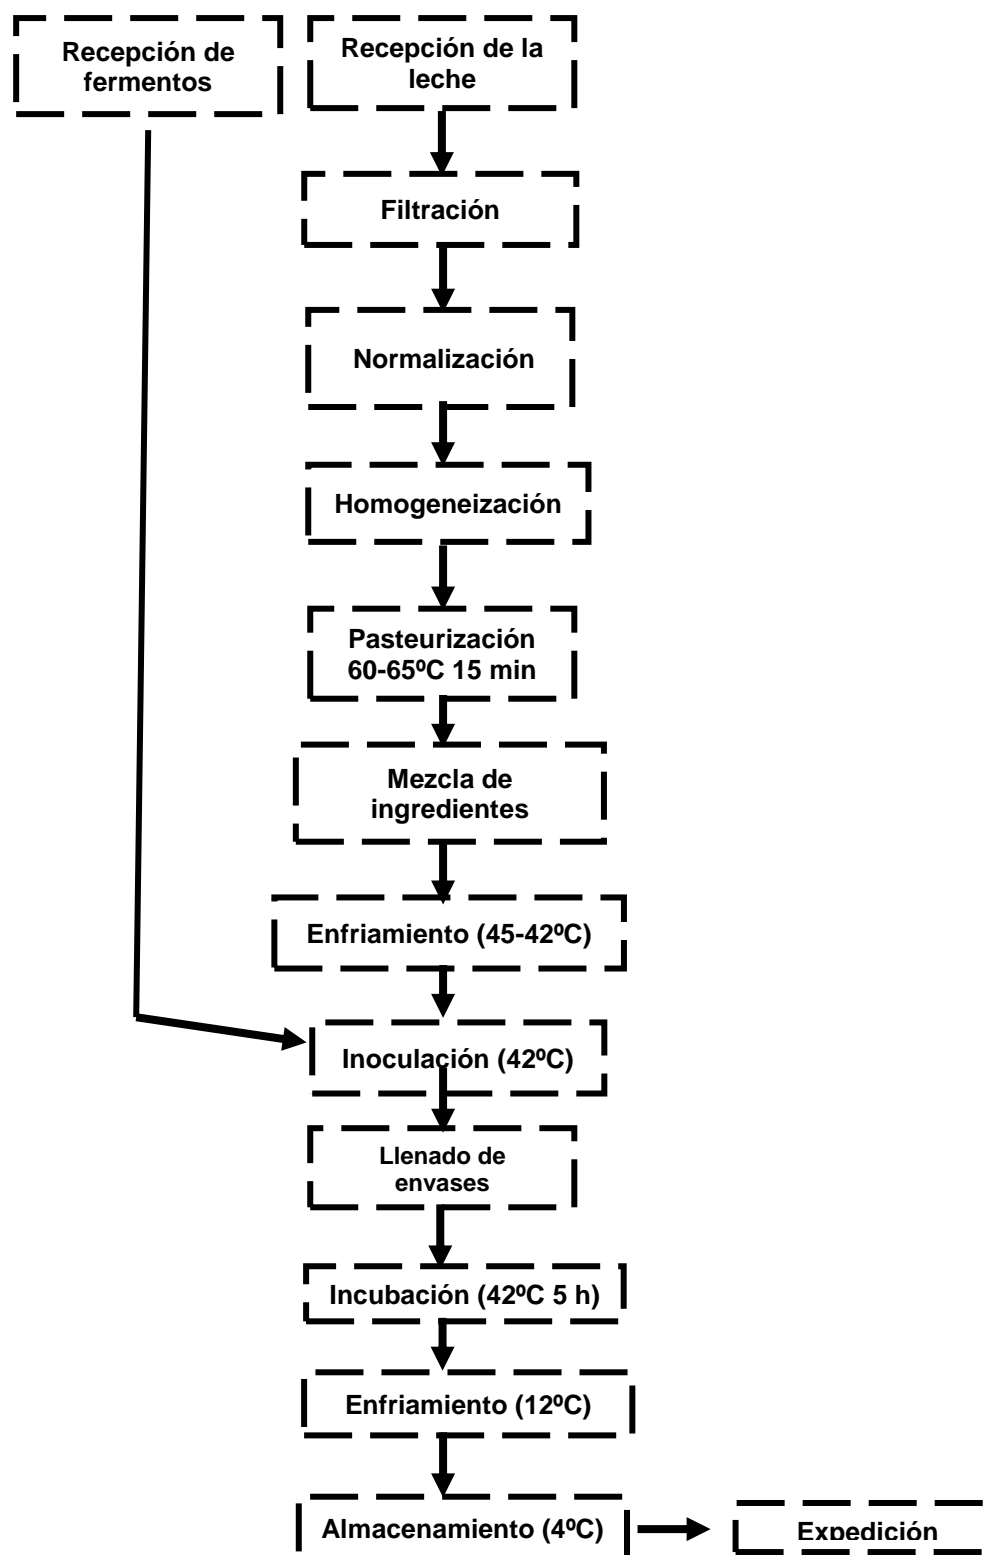 Recepción de
fermentos
Recepción de la
leche
Filtración
Normalización
Homogeneización
Pasteurización
60-65ºC 15 min
Mezcla de
ingredientes
Enfriamiento (45-42ºC)
Inoculación (42ºC)
Llenado de
envases
Incubación (42ºC 5 h)
Enfriamiento (12ºC)
Almacenamiento (4ºC)
Expedición